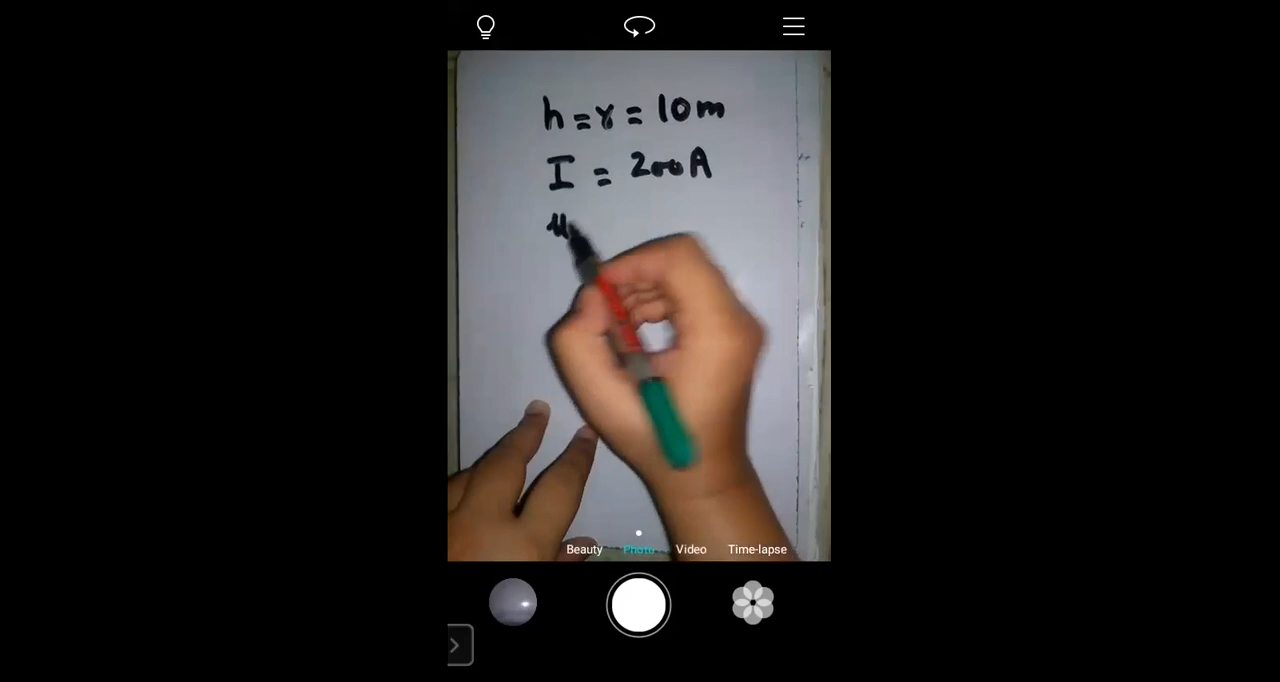 h = r = 10m
I = 200A
μ
Beauty Photo Video Time-lapse